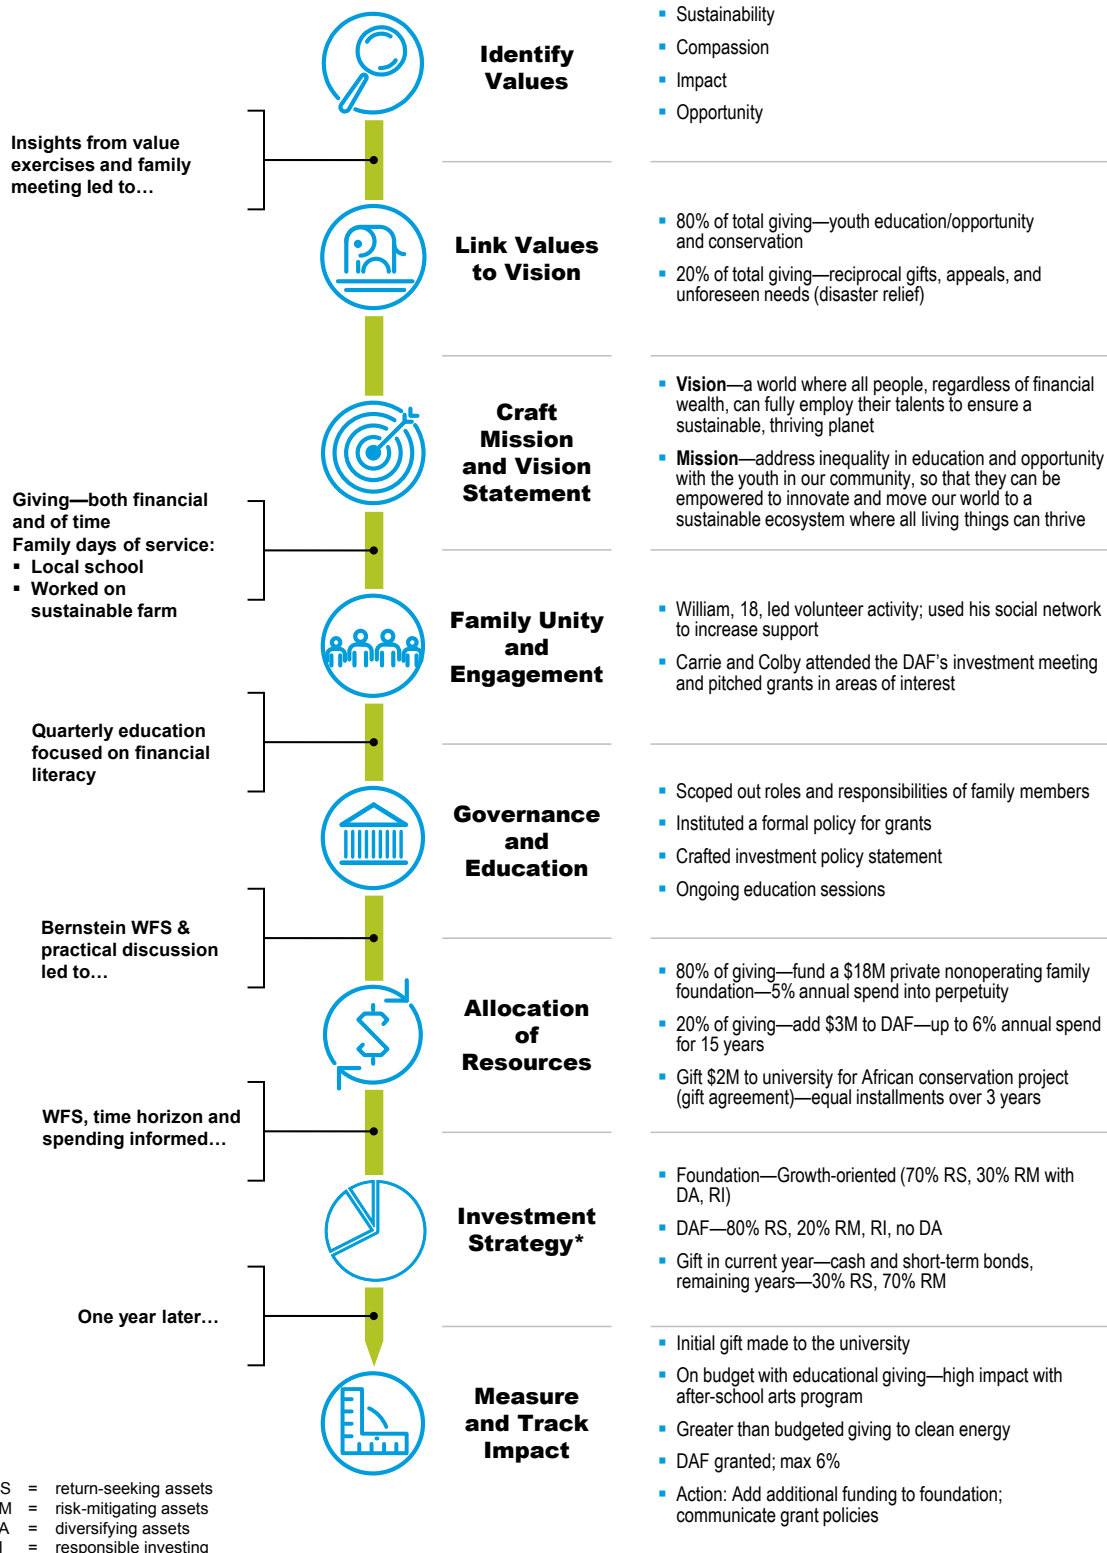 Identify
Values
▪ Sustainability
▪ Compassion
▪ Impact
▪ Opportunity
Insights from value
exercises and family
meeting led to…
Link Values
to Vision
▪ 80% of total giving—youth education/opportunity
and conservation
▪ 20% of total giving—reciprocal gifts, appeals, and
unforeseen needs (disaster relief)
Craft
Mission
and Vision
Statement
▪ Vision—a world where all people, regardless of financial
wealth, can fully employ their talents to ensure a
sustainable, thriving planet
▪ Mission—address inequality in education and opportunity
with the youth in our community, so that they can be
empowered to innovate and move our world to a
sustainable ecosystem where all living things can thrive
Giving—both financial
and of time
Family days of service:
▪ Local school
▪ Worked on
sustainable farm
Family Unity
and
Engagement
▪ William, 18, led volunteer activity; used his social network
to increase support
▪ Carrie and Colby attended the DAF’s investment meeting
and pitched grants in areas of interest
Quarterly education
focused on financial
literacy
Governance
and
Education
▪ Scoped out roles and responsibilities of family members
▪ Instituted a formal policy for grants
▪ Crafted investment policy statement
▪ Ongoing education sessions
Bernstein WFS &
practical discussion
led to…
Allocation
of
Resources
▪ 80% of giving—fund a $18M private nonoperating family
foundation—5% annual spend into perpetuity
▪ 20% of giving—add $3M to DAF—up to 6% annual spend
for 15 years
▪ Gift $2M to university for African conservation project
(gift agreement)—equal installments over 3 years
WFS, time horizon and
spending informed…
Investment
Strategy*
▪ Foundation—Growth-oriented (70% RS, 30% RM with
DA, RI)
▪ DAF—80% RS, 20% RM, RI, no DA
▪ Gift in current year—cash and short-term bonds,
remaining years—30% RS, 70% RM
One year later…
Measure
and Track
Impact
▪ Initial gift made to the university
▪ On budget with educational giving—high impact with
after-school arts program
▪ Greater than budgeted giving to clean energy
▪ DAF granted; max 6%
▪ Action: Add additional funding to foundation;
communicate grant policies
S = return-seeking assets
M = risk-mitigating assets
A = diversifying assets
I = responsible investing